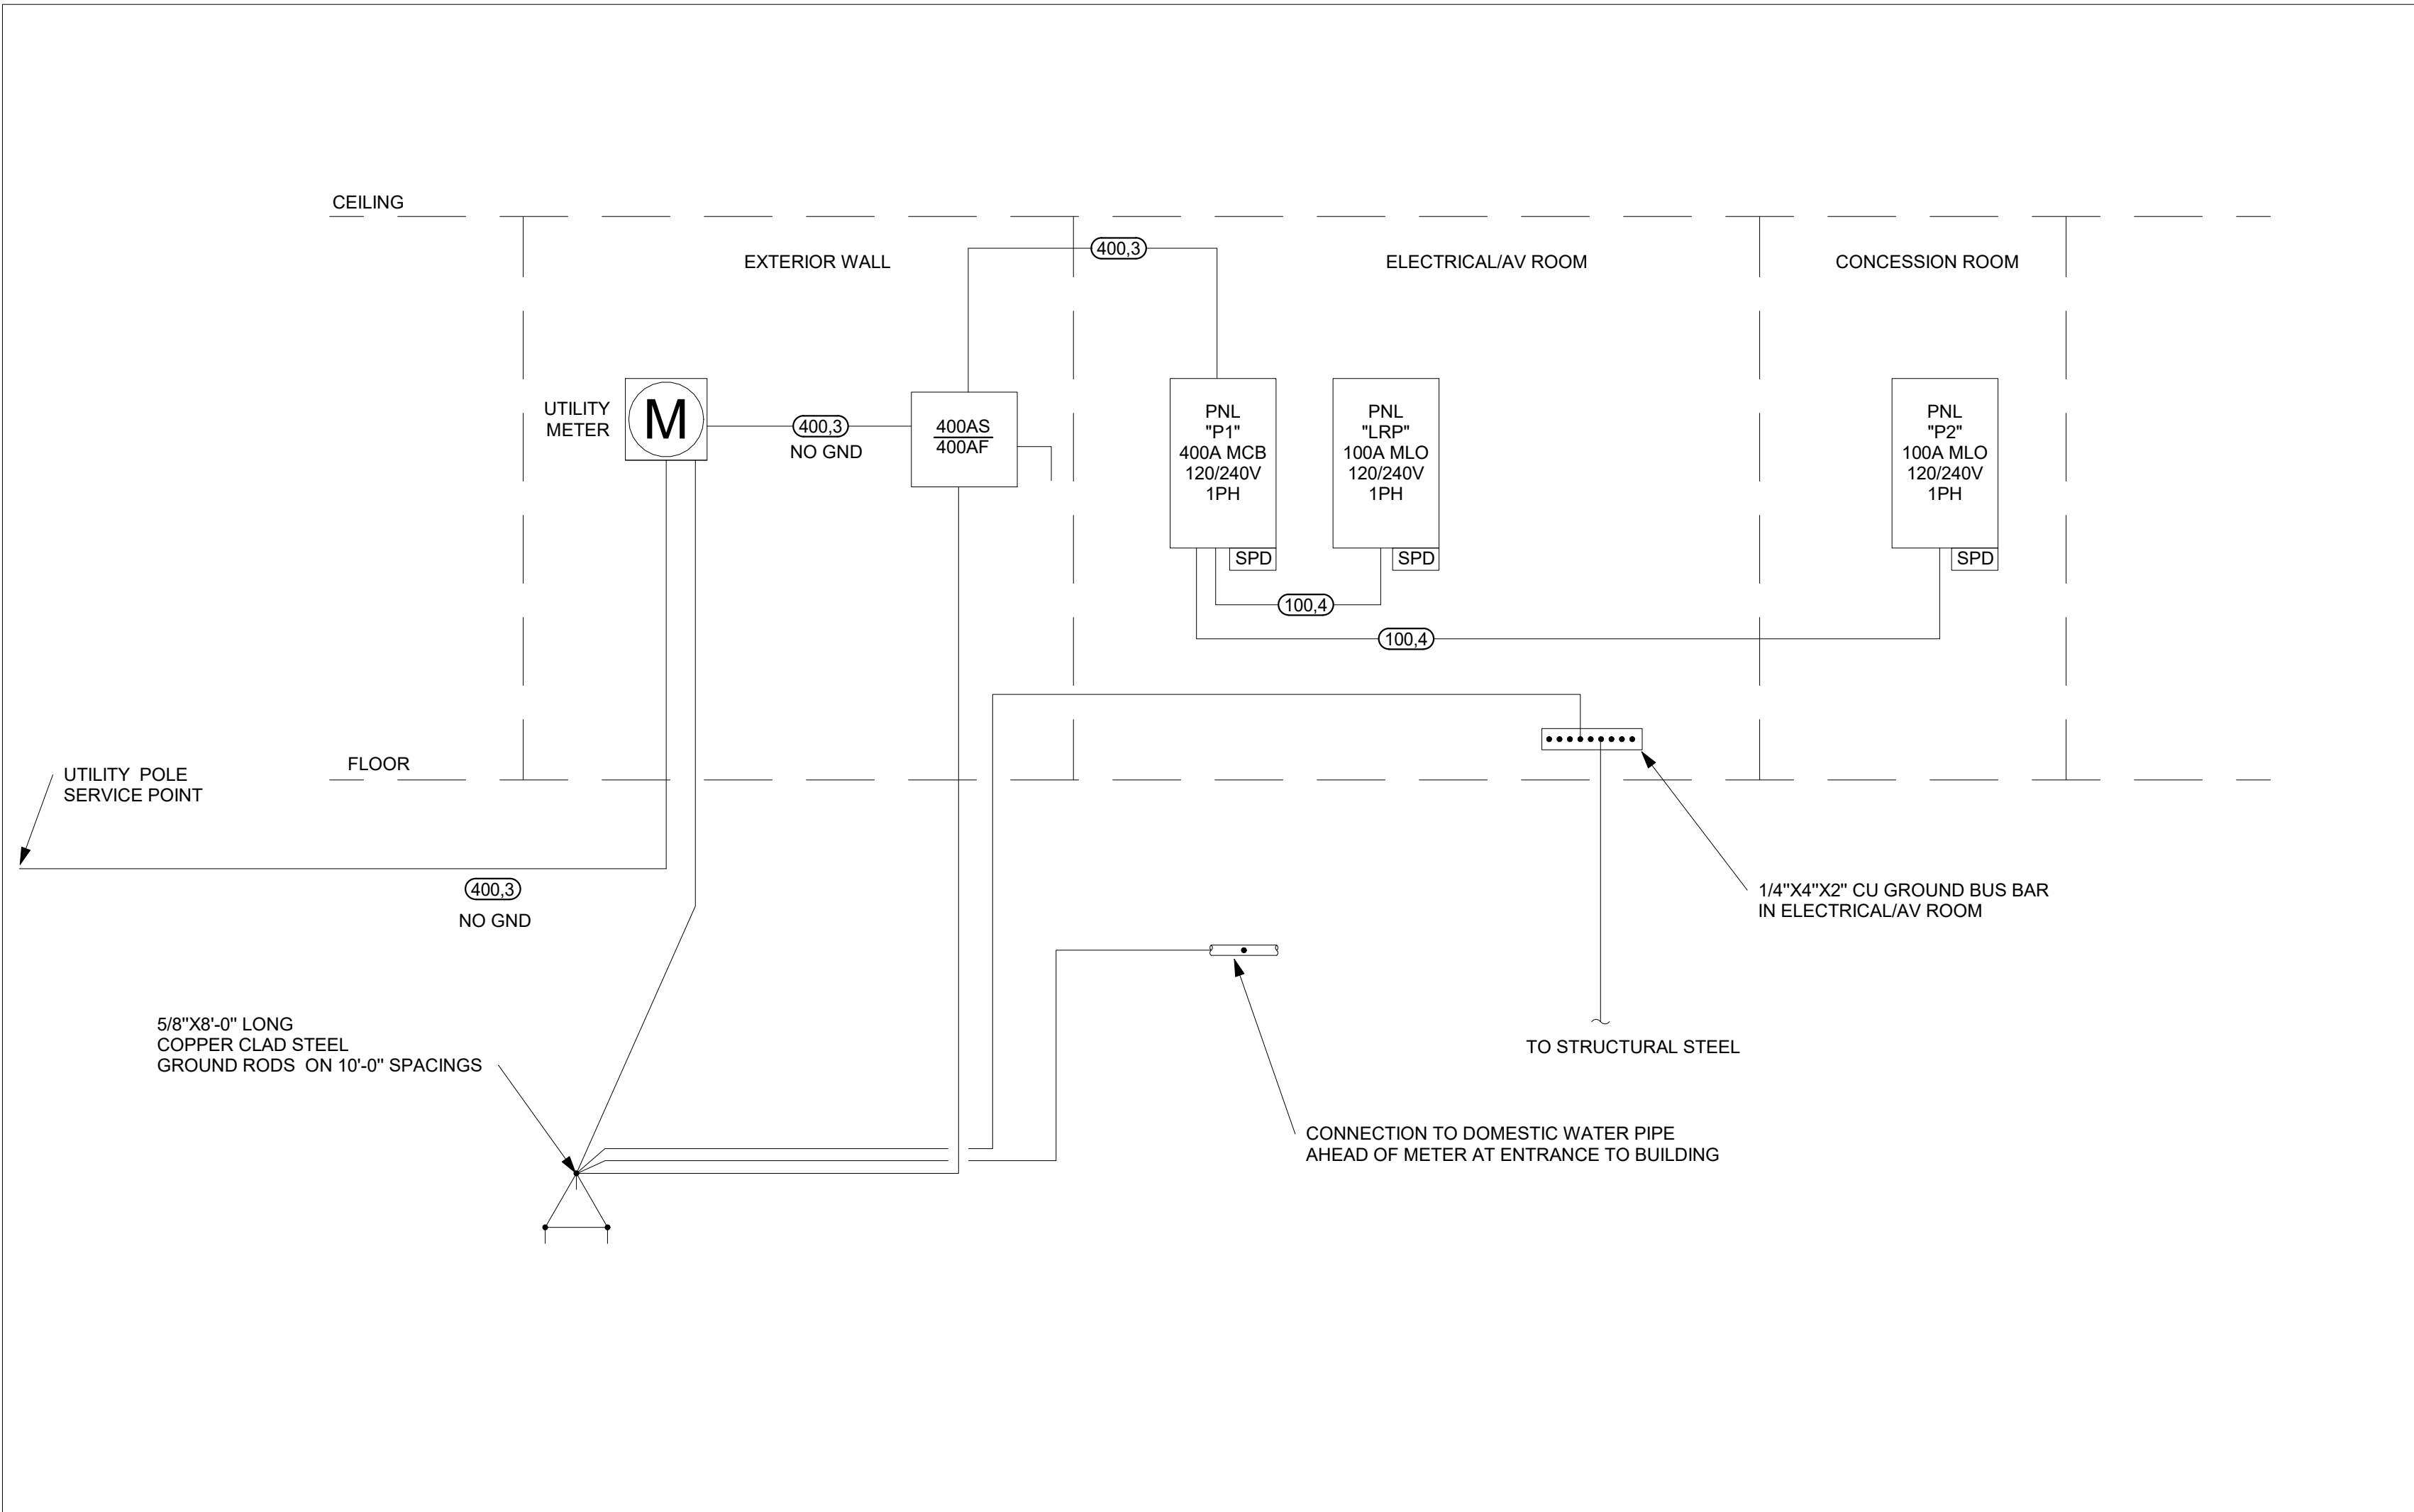 CEILING
EXTERIOR WALL
400,3
ELECTRICAL/AV ROOM
CONCESSION ROOM
UTILITY
METER
M
400,3
NO GND
400AS
400AF
PNL
"P1"
400A MCB
120/240V
1PH
SPD
PNL
"LRP"
100A MLO
120/240V
1PH
SPD
PNL
"P2"
100A MLO
120/240V
1PH
SPD
100,4
100,4
FLOOR
UTILITY POLE
SERVICE POINT
400,3
NO GND
1/4"X4"X2" CU GROUND BUS BAR
IN ELECTRICAL/AV ROOM
5/8"X8'-0" LONG
COPPER CLAD STEEL
GROUND RODS ON 10'-0" SPACINGS
TO STRUCTURAL STEEL
CONNECTION TO DOMESTIC WATER PIPE
AHEAD OF METER AT ENTRANCE TO BUILDING